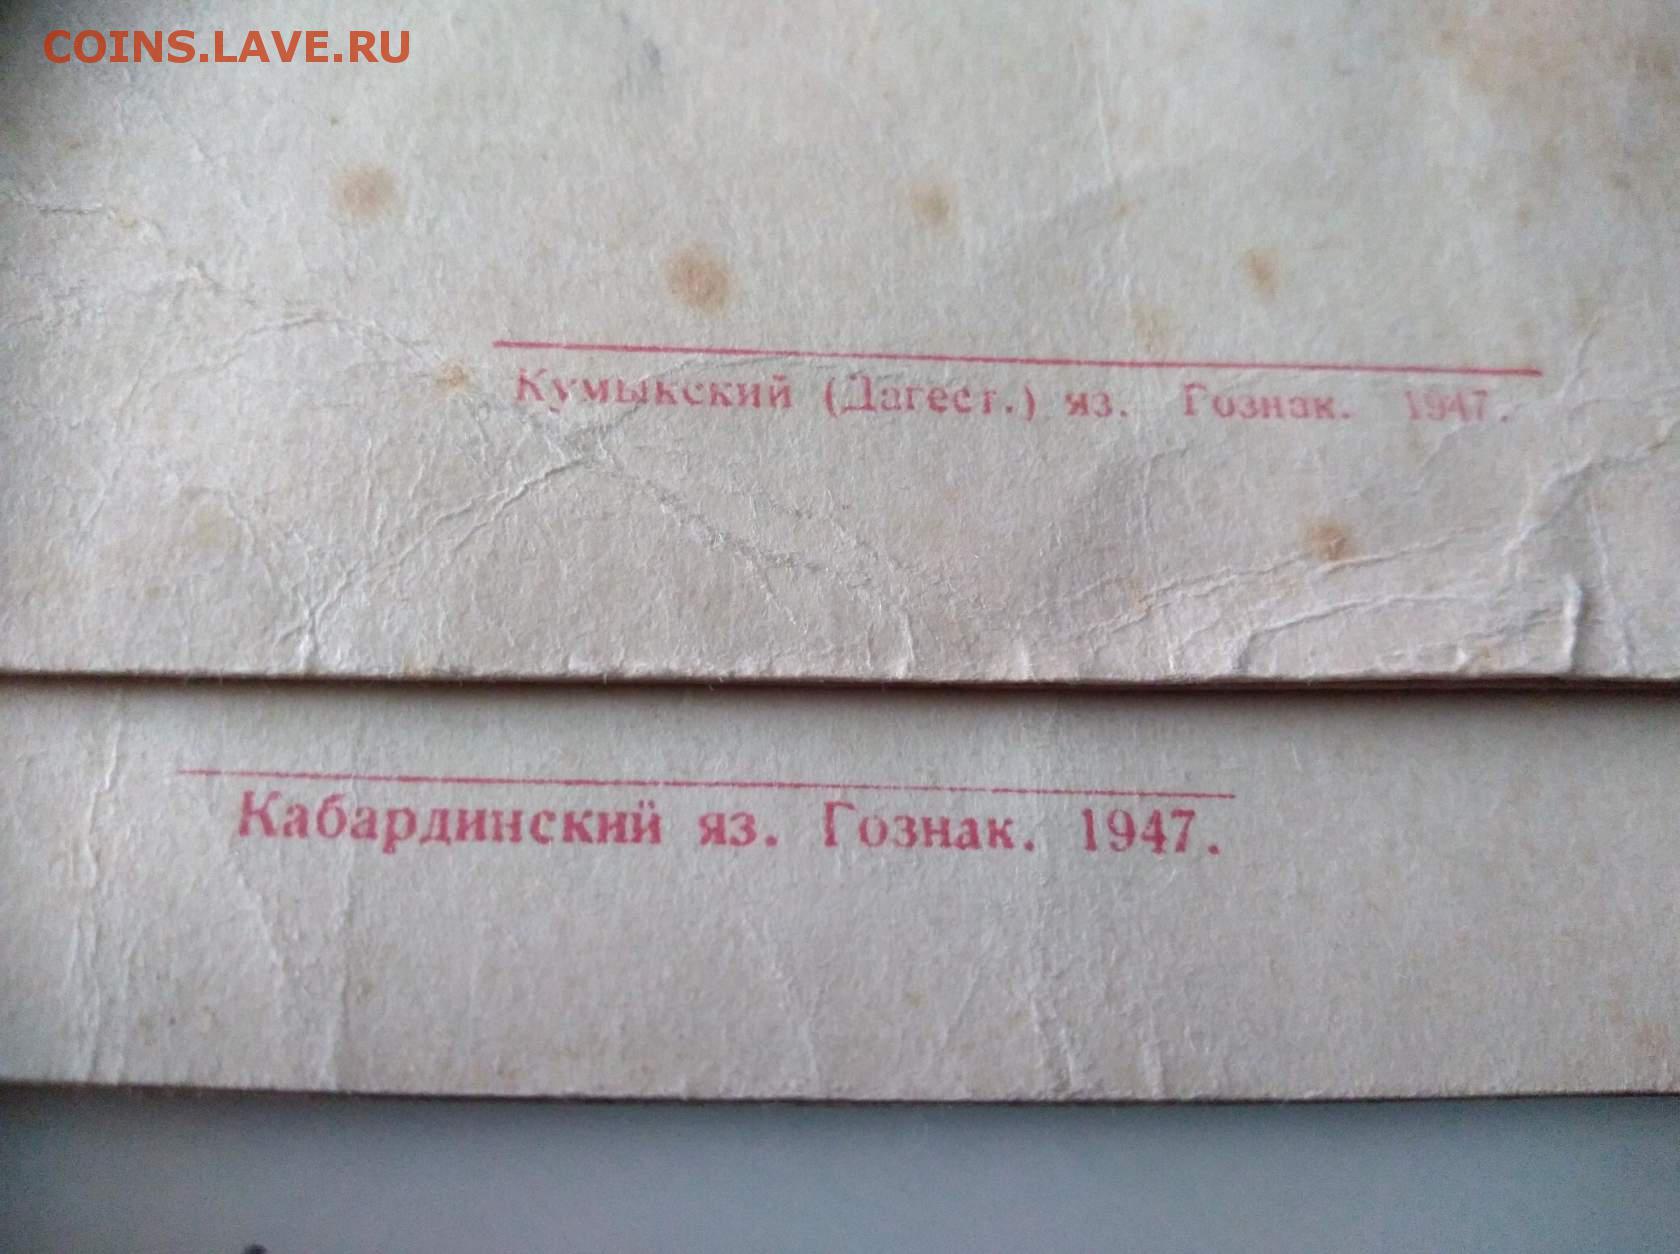 COINS.LAVE.RU
Кумыкский (Дагест.) яз. Гознак. 1947.
Кабардинский яз. Гознак. 1947.